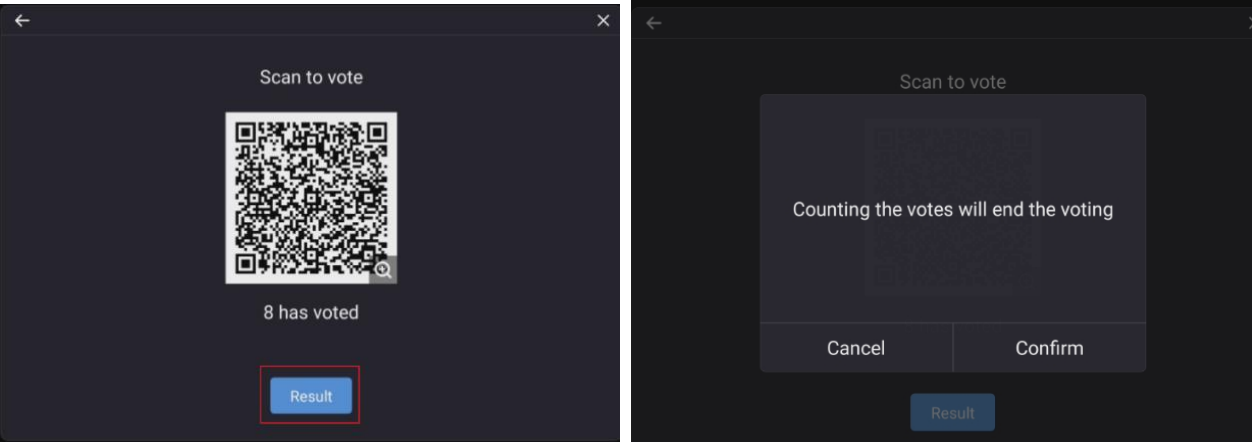 Scan to vote
8 has voted
Result
Scan to vote
Counting the votes will end the voting
Cancel
Confirm
Result